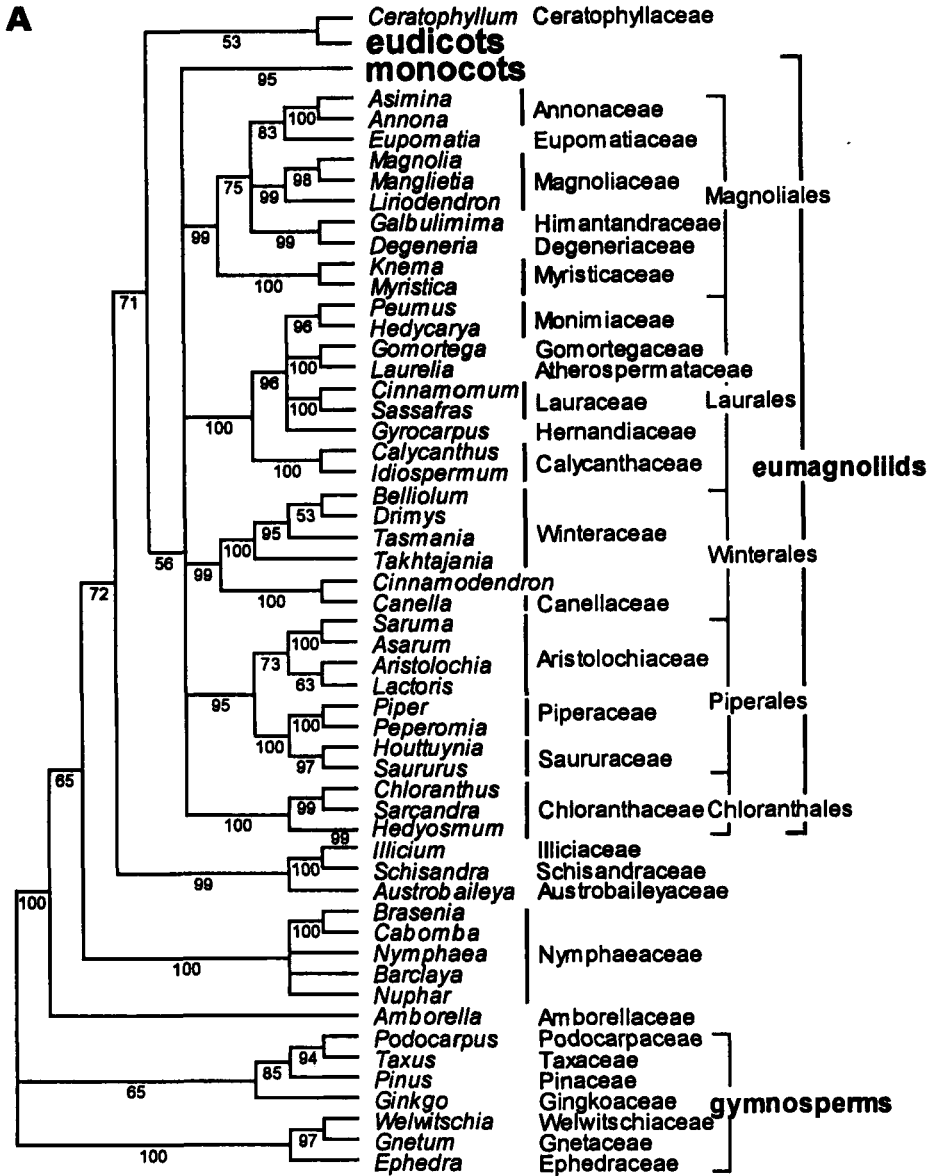 A
Ceratophyllum Ceratophyllaceae
53
eudicots
monocots
95
Asimina
100
Annona
Annonaceae
83
Eupomatia Eupomatiaceae
Magnolia
98
Manglietia
Magnoliaceae
75
99
Liriodendron
Magnoliales
Galbulimima Himantandraceae
99
99
Degeneria Degeneriaceae
Knema
Myristicaceae
100
Myristica
71
Peumus
96
Monimiaceae
Hedycarya
Gomortega Gomortegaceae
100
Laurelia Atherospermataceae
96
Cinnamomum
100
Lauraceae
Laurales
Sassafras
100
Gyrocarpus Hernandiaceae
Calycanthus
100
Calycanthaceae
eumagnoliids
Idiospermum
Belliolum
53
Drimys
95
Winteraceae
Tasmania
100
Takhtajania
Winterales
56
99
Cinnamodendron
100
Canella Canellaceae
72
Saruma
100
Asarum
73
Aristolochiaceae
Aristolochia
63
Lactoris
95
Piperales
Piper
100
Piperaceae
Peperomia
100
Houttuynia
97
Saururaceae
Saururus
65
Chloranthus
99
Sarcandra Chloranthaceae Chloranthales
100
Hedyosmum
99
Illicium Illiciaceae
100
Schisandra Schisandraceae
99
Austrobaileya Austrobaileyaceae
100
Brasenia
100
Cabomba
Nymphaea Nymphaeaceae
100
Barclaya
Nuphar
Amborella Amborellaceae
Podocarpus Podocarpaceae
94
Taxus Taxaceae
85
Pinus Pinaceae
65
Ginkgo Gingkoaceae
gymnosperms
Welwitschia Welwitschiaceae
97
Gnetum Gnetaceae
100
Ephedra Ephedraceae